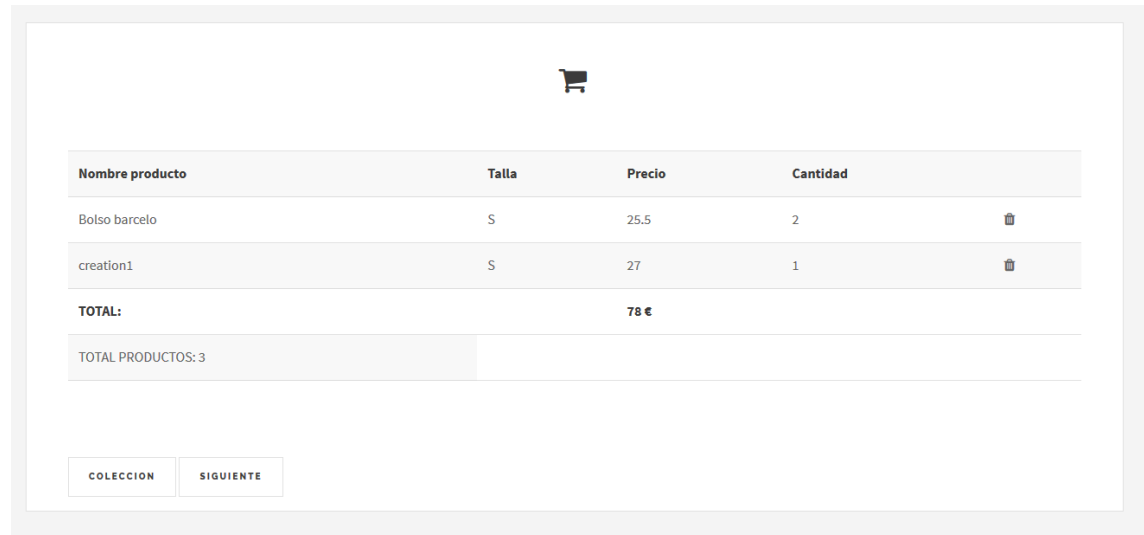 Nombre producto Talla Precio Cantidad
Bolso barcelo S 25.5 2
creation1 S 27 1
TOTAL: 78 €
TOTAL PRODUCTOS: 3
COLECCION SIGUIENTE